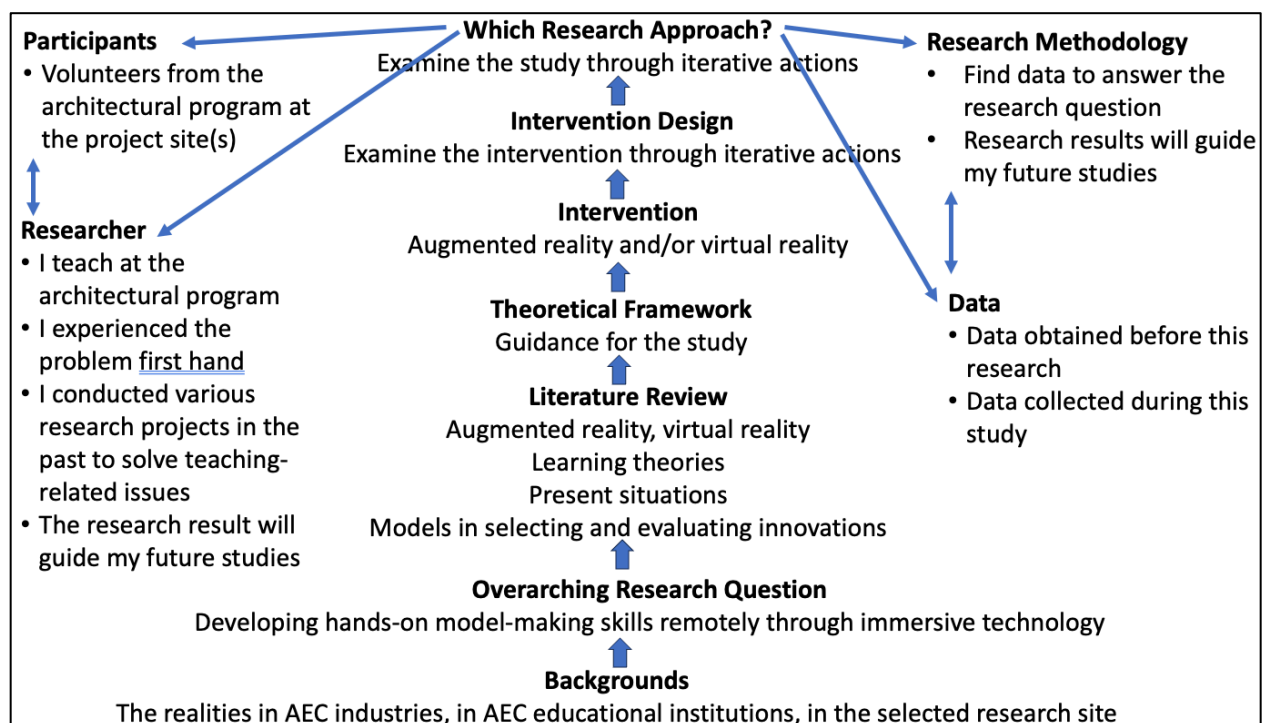 Which Research Approach?
Examine the study through iterative actions
Participants
• Volunteers from the
architectural program at
the project site(s)
Researcher
• I teach at the
architectural program
• I experienced the
problem first hand
• I conducted various
research projects in the
past to solve teaching-
related issues
• The research result will
guide my future studies
Intervention Design
Examine the intervention through iterative actions
Intervention
Augmented reality and/or virtual reality
Theoretical Framework
Guidance for the study
Literature Review
Augmented reality, virtual reality
Learning theories
Present situations
Models in selecting and evaluating innovations
Overarching Research Question
Developing hands-on model-making skills remotely through immersive technology
Backgrounds
The realities in AEC industries, in AEC educational institutions, in the selected research site
Research Methodology
• Find data to answer the
research question
• Research results will guide
my future studies
Data
• Data obtained before this
research
• Data collected during this
study